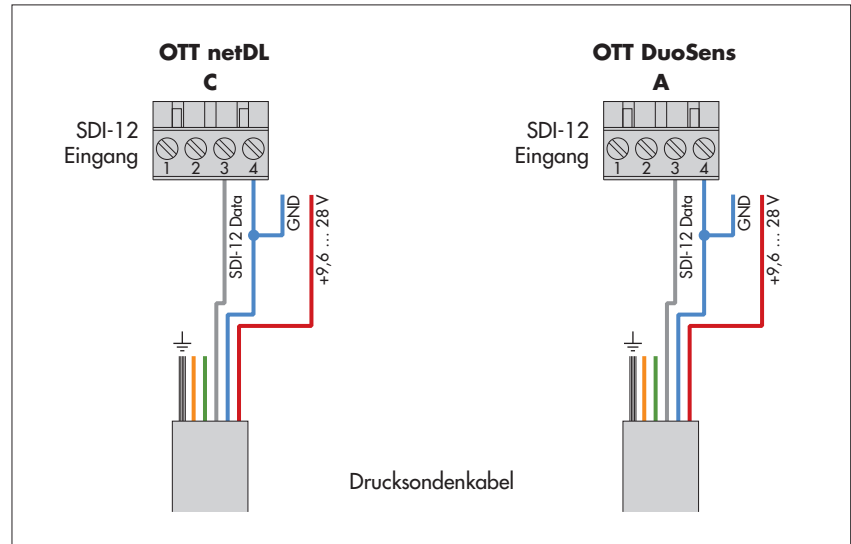 OTT netDL
C
SDI-12
Eingang
1 2 3 4
SDI-12 Data
GND
+9,6 ... 28 V
OTT DuoSens
A
SDI-12
Eingang
1 2 3 4
SDI-12 Data
GND
+9,6 ... 28 V
Drucksondenkabel